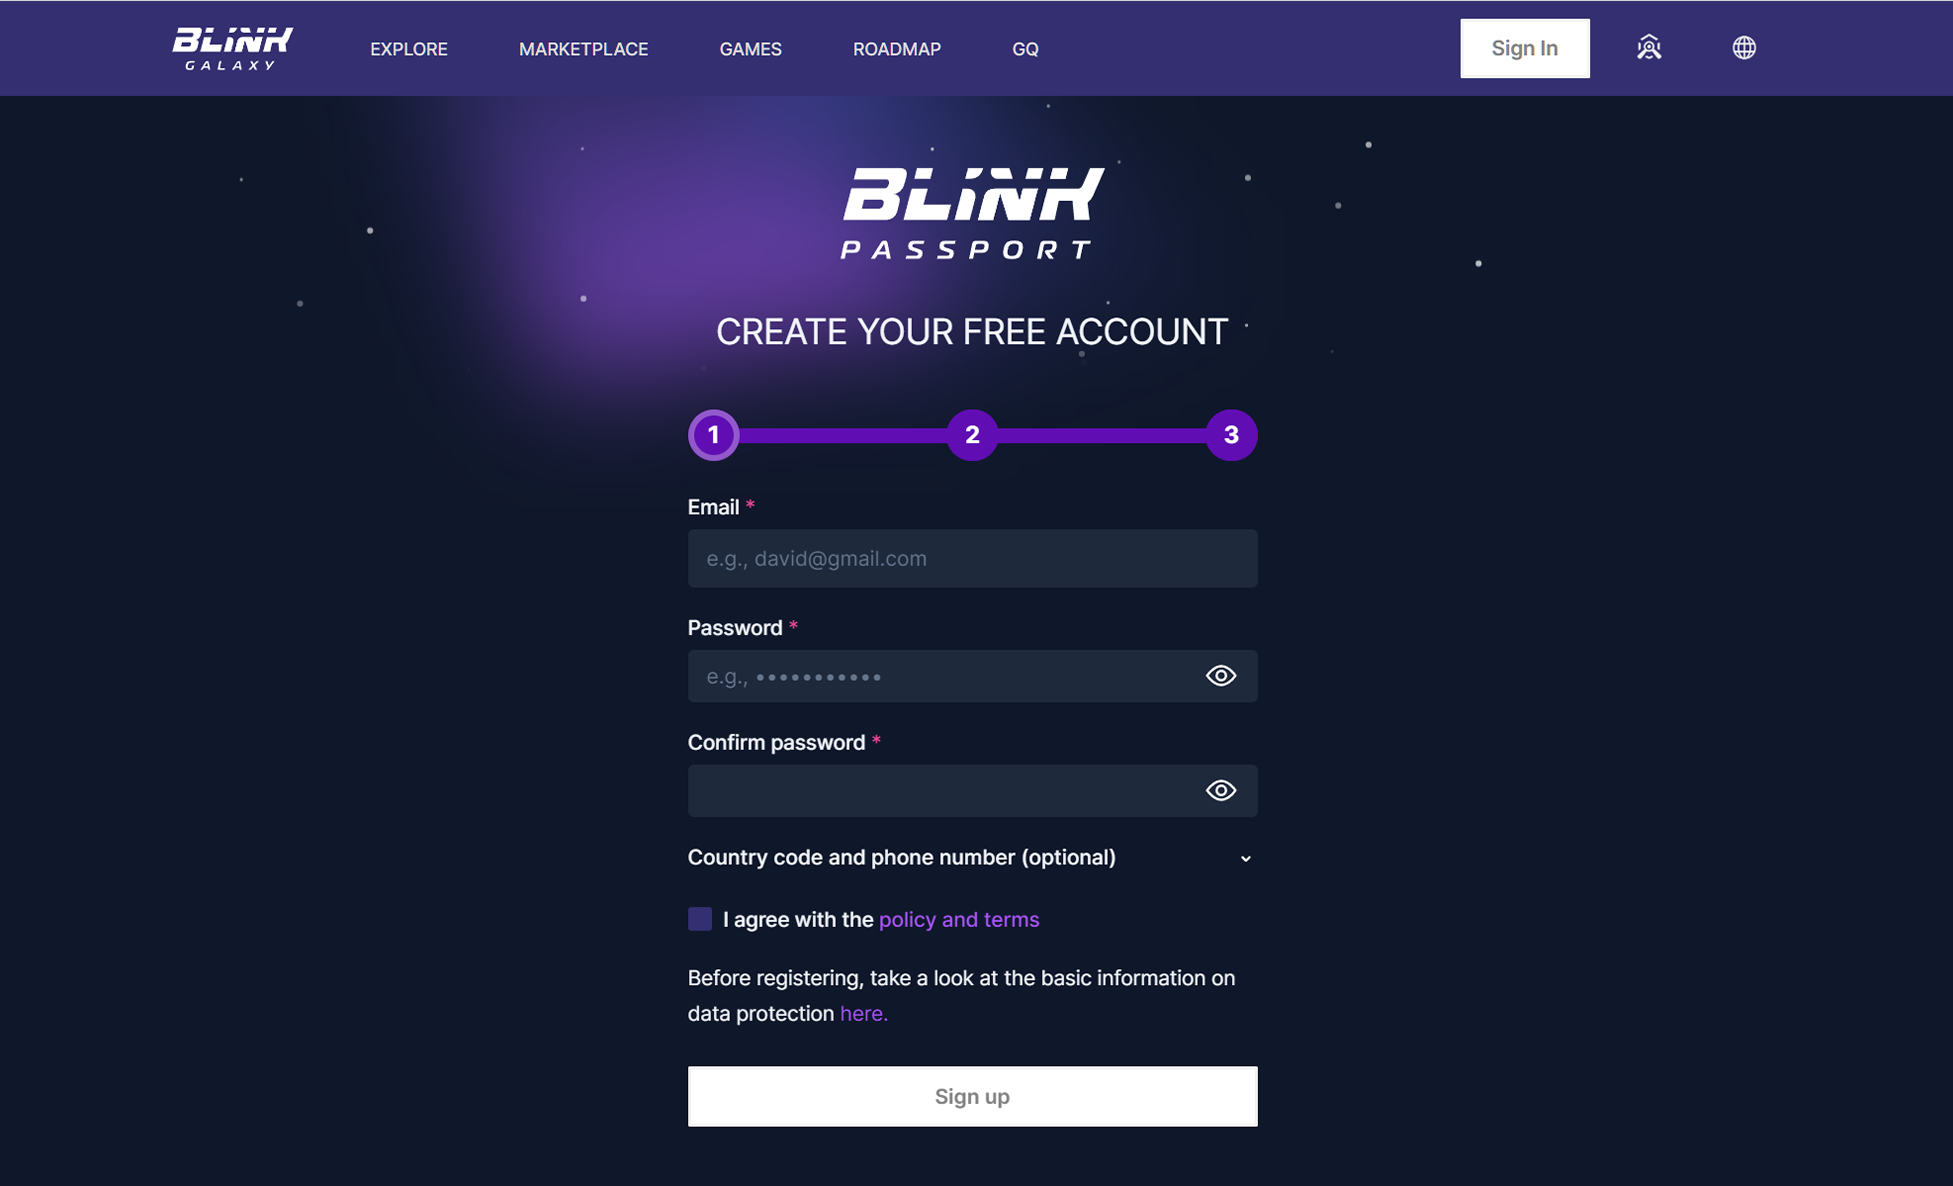 BLINK
GALAXY
EXPLORE
MARKETPLACE
GAMES
ROADMAP
GQ
Sign In
BLINK
PASSPORT
CREATE YOUR FREE ACCOUNT
1
2
3
Email *
e.g., david@gmail.com
Password *
e.g., •••••••••••
Confirm password *
Country code and phone number (optional)
I agree with the policy and terms
Before registering, take a look at the basic information on
data protection here.
Sign up